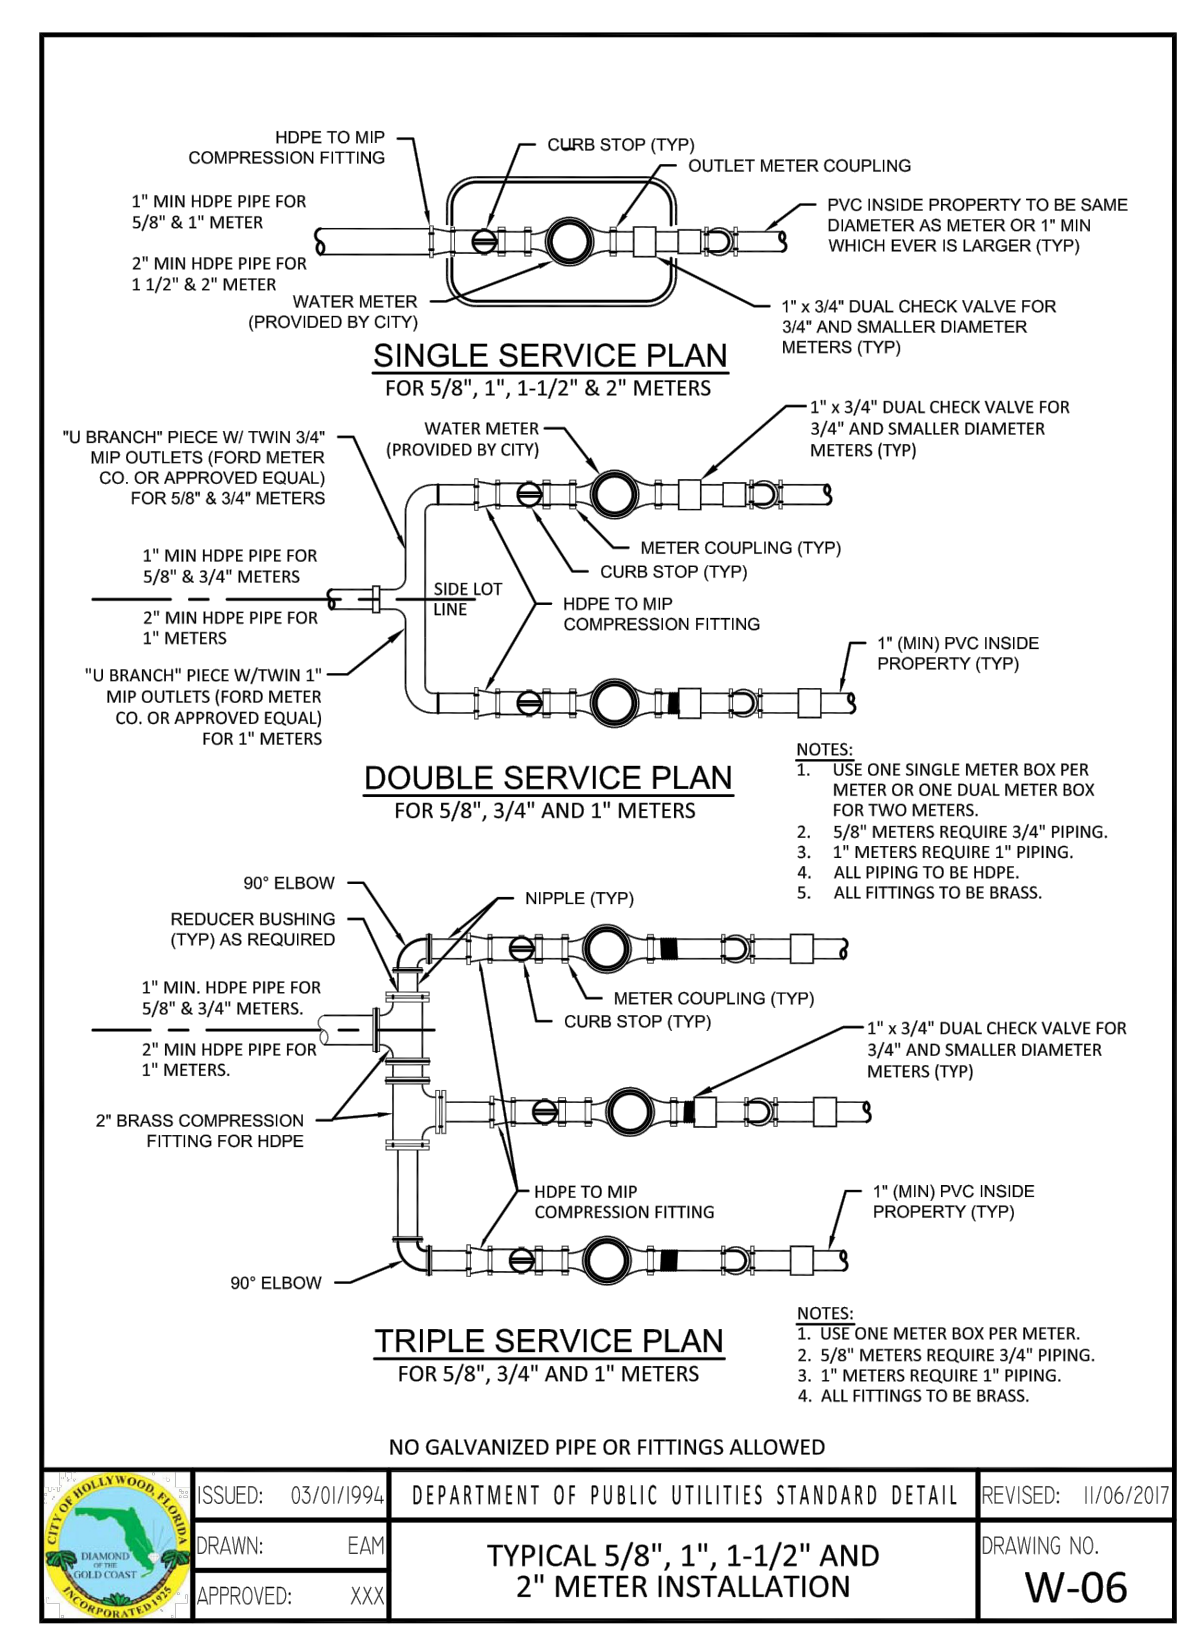 HDPE TO MIP
COMPRESSION FITTING
CURB STOP (TYP)
OUTLET METER COUPLING
1" MIN HDPE PIPE FOR
5/8" & 1" METER
PVC INSIDE PROPERTY TO BE SAME
DIAMETER AS METER OR 1" MIN
WHICH EVER IS LARGER (TYP)
2" MIN HDPE PIPE FOR
1 1/2" & 2" METER
WATER METER
(PROVIDED BY CITY)
1" x 3/4" DUAL CHECK VALVE FOR
3/4" AND SMALLER DIAMETER
METERS (TYP)
SINGLE SERVICE PLAN
FOR 5/8", 1", 1-1/2" & 2" METERS
"U BRANCH" PIECE W/ TWIN 3/4"
MIP OUTLETS (FORD METER
CO. OR APPROVED EQUAL)
FOR 5/8" & 3/4" METERS
WATER METER
(PROVIDED BY CITY)
1" x 3/4" DUAL CHECK VALVE FOR
3/4" AND SMALLER DIAMETER
METERS (TYP)
METER COUPLING (TYP)
CURB STOP (TYP)
1" MIN HDPE PIPE FOR
5/8" & 3/4" METERS
SIDE LOT
LINE
HDPE TO MIP
COMPRESSION FITTING
2" MIN HDPE PIPE FOR
1" METERS
1" (MIN) PVC INSIDE
PROPERTY (TYP)
"U BRANCH" PIECE W/TWIN 1"
MIP OUTLETS (FORD METER
CO. OR APPROVED EQUAL)
FOR 1" METERS
DOUBLE SERVICE PLAN
FOR 5/8", 3/4" AND 1" METERS
NOTES:
1. USE ONE SINGLE METER BOX PER
METER OR ONE DUAL METER BOX
FOR TWO METERS.
2. 5/8" METERS REQUIRE 3/4" PIPING.
3. 1" METERS REQUIRE 1" PIPING.
4. ALL PIPING TO BE HDPE.
5. ALL FITTINGS TO BE BRASS.
90° ELBOW
NIPPLE (TYP)
REDUCER BUSHING
(TYP) AS REQUIRED
1" MIN. HDPE PIPE FOR
5/8" & 3/4" METERS.
METER COUPLING (TYP)
CURB STOP (TYP)
1" x 3/4" DUAL CHECK VALVE FOR
3/4" AND SMALLER DIAMETER
METERS (TYP)
2" MIN HDPE PIPE FOR
1" METERS.
2" BRASS COMPRESSION
FITTING FOR HDPE
HDPE TO MIP
COMPRESSION FITTING
1" (MIN) PVC INSIDE
PROPERTY (TYP)
90° ELBOW
TRIPLE SERVICE PLAN
FOR 5/8", 3/4" AND 1" METERS
NOTES:
1. USE ONE METER BOX PER METER.
2. 5/8" METERS REQUIRE 3/4" PIPING.
3. 1" METERS REQUIRE 1" PIPING.
4. ALL FITTINGS TO BE BRASS.
NO GALVANIZED PIPE OR FITTINGS ALLOWED
CITY OF HOLLYWOOD, FLORIDA
DIAMOND
OF THE
GOLD COAST
INCORPORATED 1925
ISSUED: 03/01/1994
DRAWN: EAM
APPROVED: XXX
DEPARTMENT OF PUBLIC UTILITIES STANDARD DETAIL
TYPICAL 5/8", 1", 1-1/2" AND
2" METER INSTALLATION
REVISED: 11/06/2017
DRAWING NO.
W-06